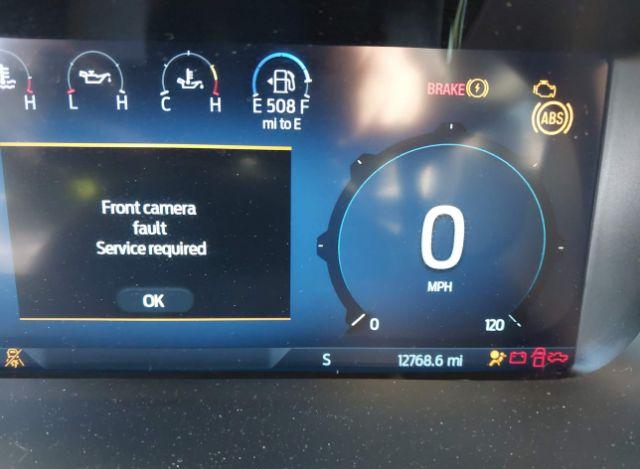 H
L H
C H
E 508 F
mi to E
BRAKE
ABS
Front camera
fault
Service required
OK
0
MPH
0 120
S 12768.6 mi